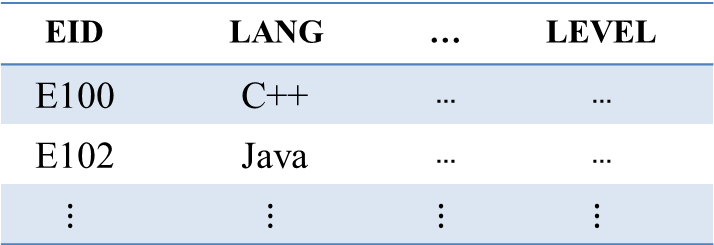 EID LANG … LEVEL
E100 C++ ... ...
E102 Java ... ...
⋮ ⋮ ⋮ ⋮